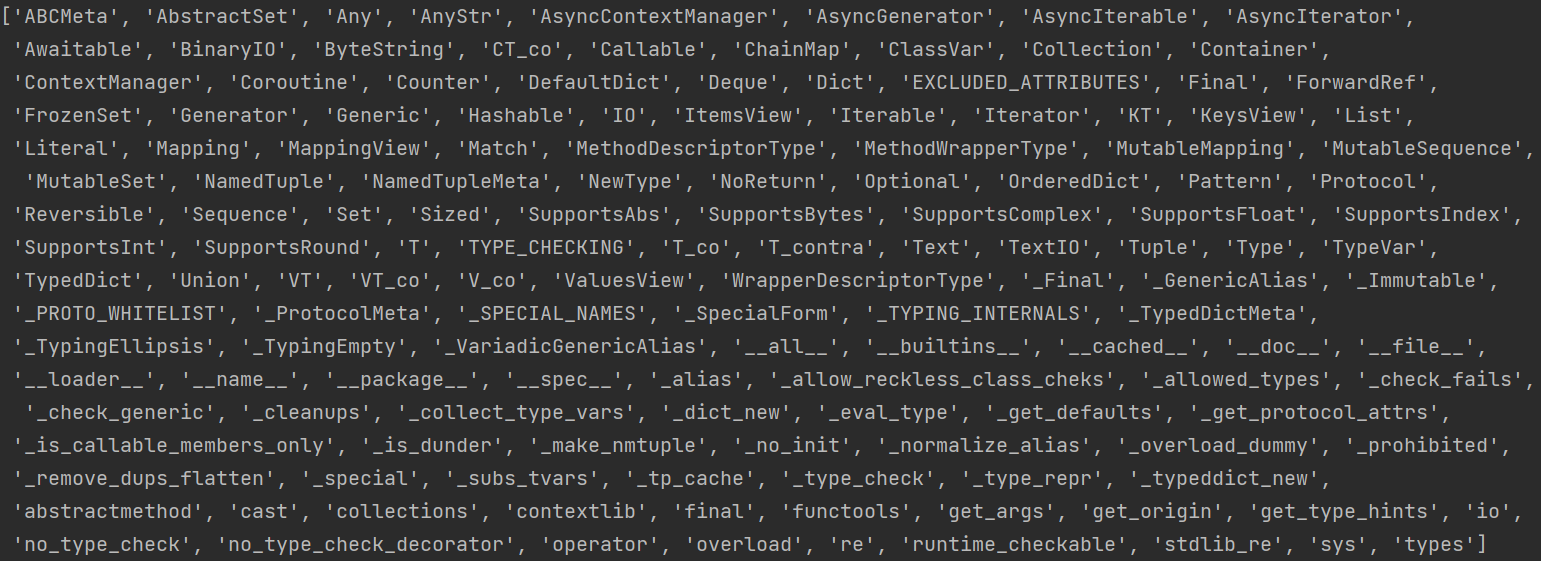 ['ABCMeta', 'AbstractSet', 'Any', 'AnyStr', 'AsyncContextManager', 'AsyncGenerator', 'AsyncIterable', 'AsyncIterator',
'Awaitable', 'BinaryIO', 'ByteString', 'CT_co', 'Callable', 'ChainMap', 'ClassVar', 'Collection', 'Container',
'ContextManager', 'Coroutine', 'Counter', 'DefaultDict', 'Deque', 'Dict', 'EXCLUDED_ATTRIBUTES', 'Final', 'ForwardRef',
'FrozenSet', 'Generator', 'Generic', 'Hashable', 'IO', 'ItemsView', 'Iterable', 'Iterator', 'KT', 'KeysView', 'List',
'Literal', 'Mapping', 'MappingView', 'Match', 'MethodDescriptorType', 'MethodWrapperType', 'MutableMapping', 'MutableSequence',
'MutableSet', 'NamedTuple', 'NamedTupleMeta', 'NewType', 'NoReturn', 'Optional', 'OrderedDict', 'Pattern', 'Protocol',
'Reversible', 'Sequence', 'Set', 'Sized', 'SupportsAbs', 'SupportsBytes', 'SupportsComplex', 'SupportsFloat', 'SupportsIndex',
'SupportsInt', 'SupportsRound', 'T', 'TYPE_CHECKING', 'T_co', 'T_contra', 'Text', 'TextIO', 'Tuple', 'Type', 'TypeVar',
'TypedDict', 'Union', 'VT', 'VT_co', 'V_co', 'ValuesView', 'WrapperDescriptorType', '_Final', '_GenericAlias', '_Immutable',
'_PROTO_WHITELIST', '_ProtocolMeta', '_SPECIAL_NAMES', '_SpecialForm', '_TYPING_INTERNALS', '_TypedDictMeta',
'_TypingEllipsis', '_TypingEmpty', '_VariadicGenericAlias', '__all__', '__builtins__', '__cached__', '__doc__', '__file__',
'__loader__', '__name__', '__package__', '__spec__', '_alias', '_allow_reckless_class_cheks', '_allowed_types', '_check_fails',
'_check_generic', '_cleanups', '_collect_type_vars', '_dict_new', '_eval_type', '_get_defaults', '_get_protocol_attrs',
'_is_callable_members_only', '_is_dunder', '_make_nmtuple', '_no_init', '_normalize_alias', '_overload_dummy', '_prohibited',
'_remove_dups_flatten', '_special', '_subs_tvars', '_tp_cache', '_type_check', '_type_repr', '_typeddict_new',
'abstractmethod', 'cast', 'collections', 'contextlib', 'final', 'functools', 'get_args', 'get_origin', 'get_type_hints', 'io',
'no_type_check', 'no_type_check_decorator', 'operator', 'overload', 're', 'runtime_checkable', 'stdlib_re', 'sys', 'types']